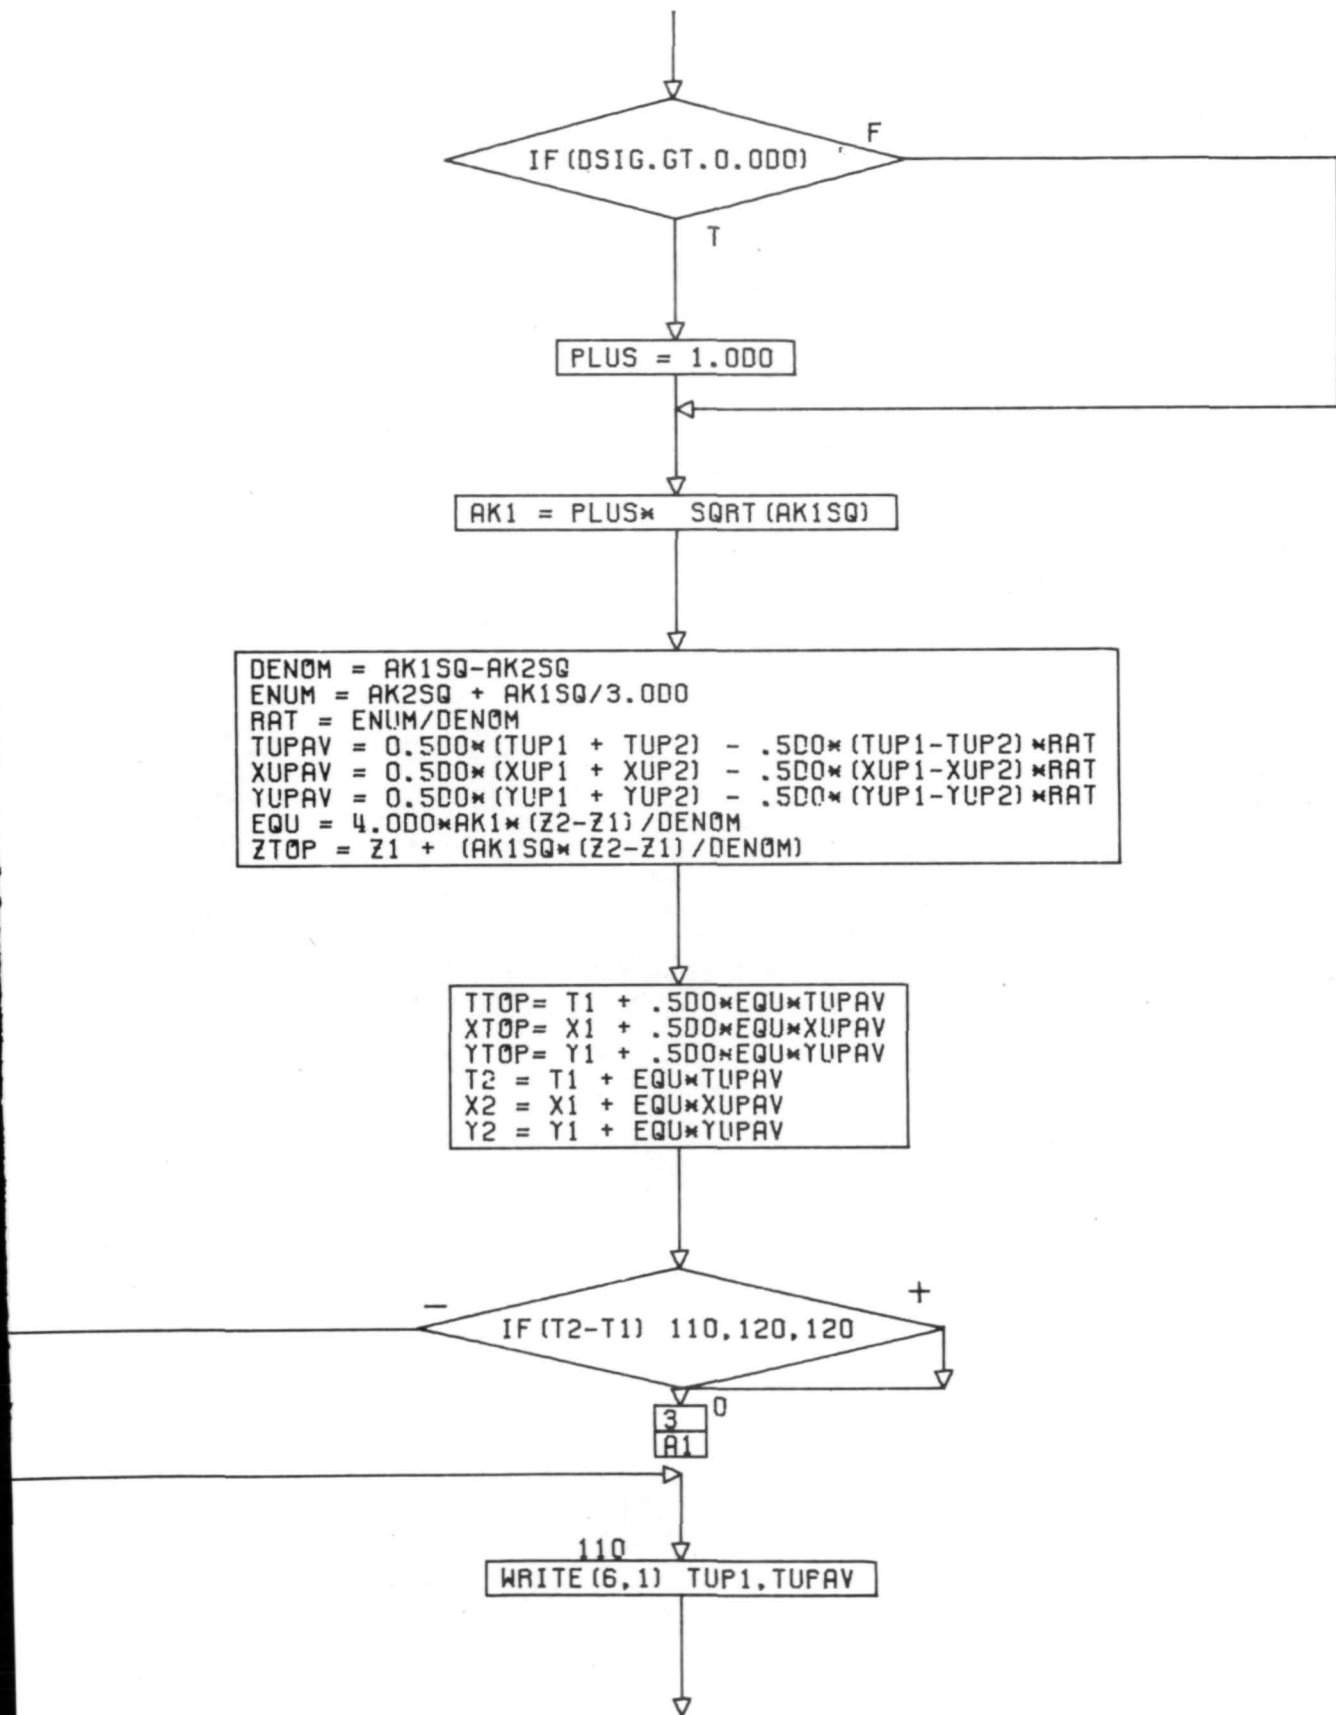 F
IF(DSIG.GT.0.0D0)
T
PLUS = 1.0D0
AK1 = PLUS* SQRT(AK1SQ)
DENOM = AK1SQ-AK2SQ
ENUM = AK2SQ + AK1SQ/3.0D0
RAT = ENUM/DENOM
TUPAV = 0.5D0*(TUP1 + TUP2) - .5D0*(TUP1-TUP2)*RAT
XUPAV = 0.5D0*(XUP1 + XUP2) - .5D0*(XUP1-XUP2)*RAT
YUPAV = 0.5D0*(YUP1 + YUP2) - .5D0*(YUP1-YUP2)*RAT
EQU = 4.0D0*AK1*(Z2-Z1)/DENOM
ZTOP = Z1 + (AK1SQ*(Z2-Z1)/DENOM)
TTOP= T1 + .5D0*EQU*TUPAV
XTOP= X1 + .5D0*EQU*XUPAV
YTOP= Y1 + .5D0*EQU*YUPAV
T2 = T1 + EQU*TUPAV
X2 = X1 + EQU*XUPAV
Y2 = Y1 + EQU*YUPAV
- +
IF(T2-T1) 110,120,120
0
3
A1
110
WRITE(6,1) TUP1,TUPAV